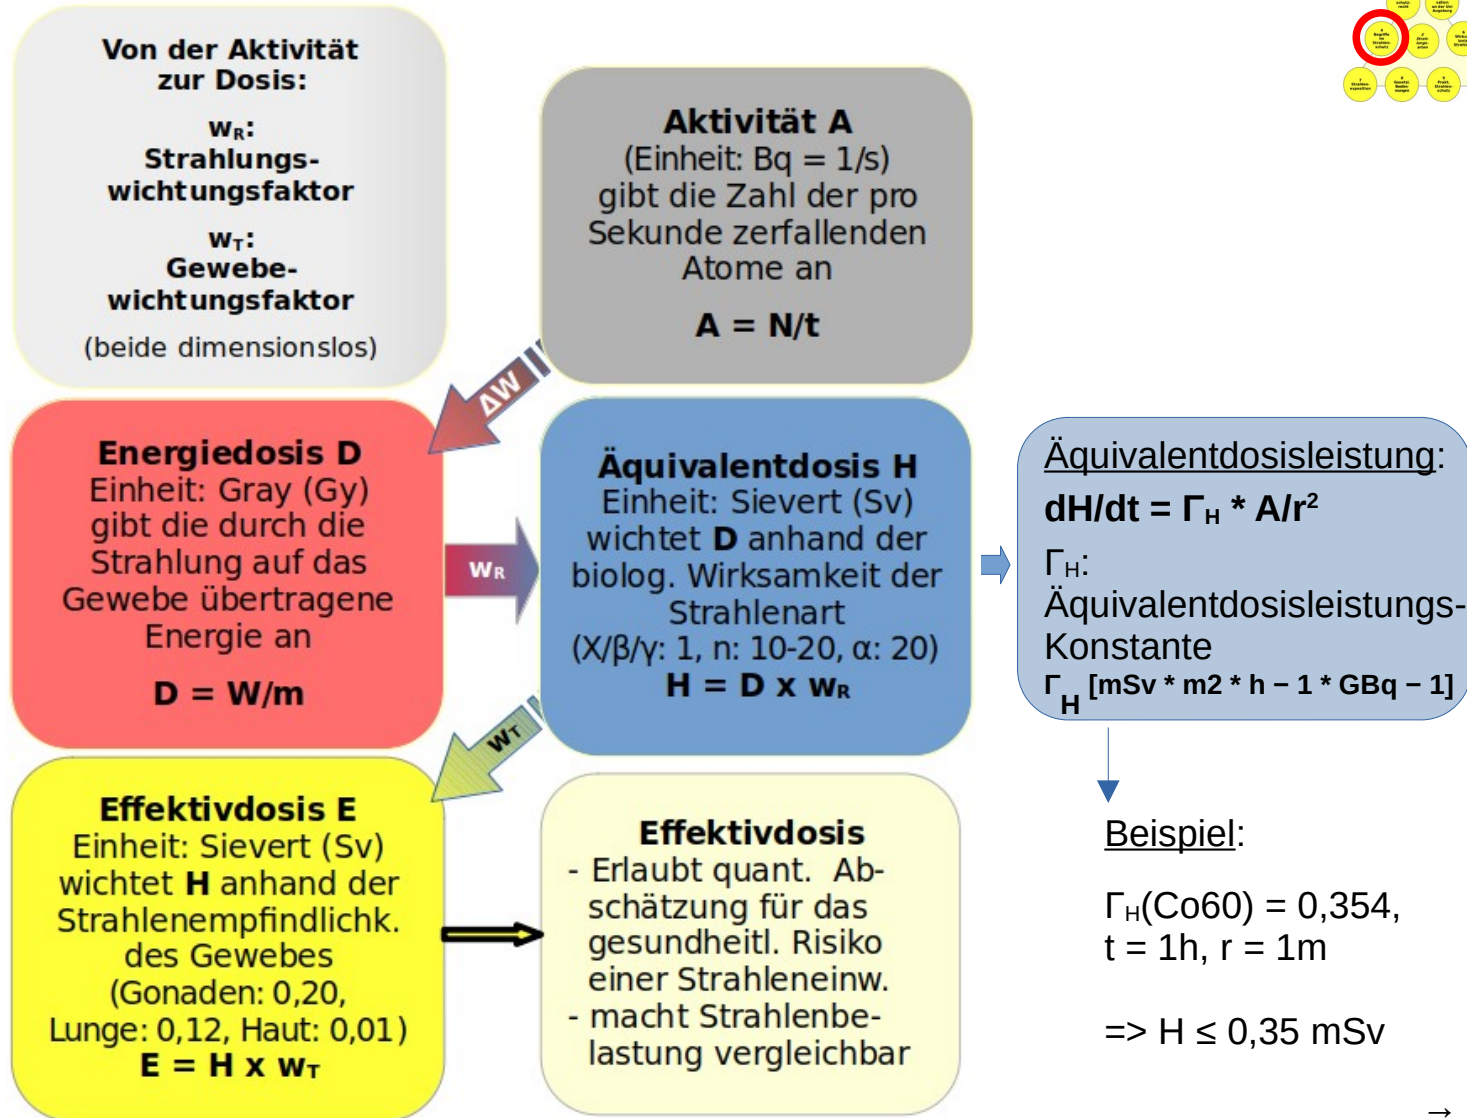 Von der Aktivität
zur Dosis:
wR:
Strahlungs-
wichtungsfaktor
wT:
Gewebe-
wichtungsfaktor
(beide dimensionslos)
Aktivität A
(Einheit: Bq = 1/s)
gibt die Zahl der pro
Sekunde zerfallenden
Atome an
A = N/t
ΔW
Energiedosis D
Einheit: Gray (Gy)
gibt die durch die
Strahlung auf das
Gewebe übertragene
Energie an
D = W/m
wR
Äquivalentdosis H
Einheit: Sievert (Sv)
wichtet D anhand der
biolog. Wirksamkeit der
Strahlenart
(X/β/γ: 1, n: 10-20, α: 20)
H = D x wR
Äquivalentdosisleistung:
dH/dt = ΓH * A/r²
ΓH:
Äquivalentdosisleistungs-
Konstante
ΓH [mSv * m2 * h − 1 * GBq − 1]
wT
Effektivdosis E
Einheit: Sievert (Sv)
wichtet H anhand der
Strahlenempfindlichk.
des Gewebes
(Gonaden: 0,20,
Lunge: 0,12, Haut: 0,01)
E = H x wT
Effektivdosis
- Erlaubt quant. Ab-
schätzung für das
gesundheitl. Risiko
einer Strahleneinw.
- macht Strahlenbe-
lastung vergleichbar
Beispiel:
ΓH(Co60) = 0,354,
t = 1h, r = 1m
=> H ≤ 0,35 mSv
→